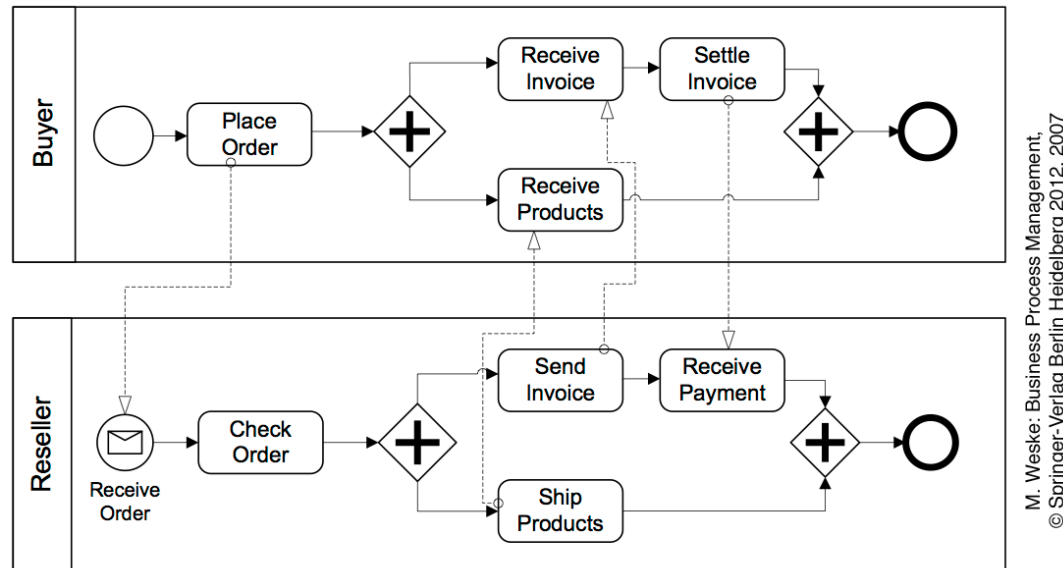 Buyer
Place
Order
Receive
Invoice
Settle
Invoice
Receive
Products
Reseller
Receive
Order
Check
Order
Send
Invoice
Receive
Payment
Ship
Products
M. Weske: Business Process Management,
© Springer-Verlag Berlin Heidelberg 2012, 2007